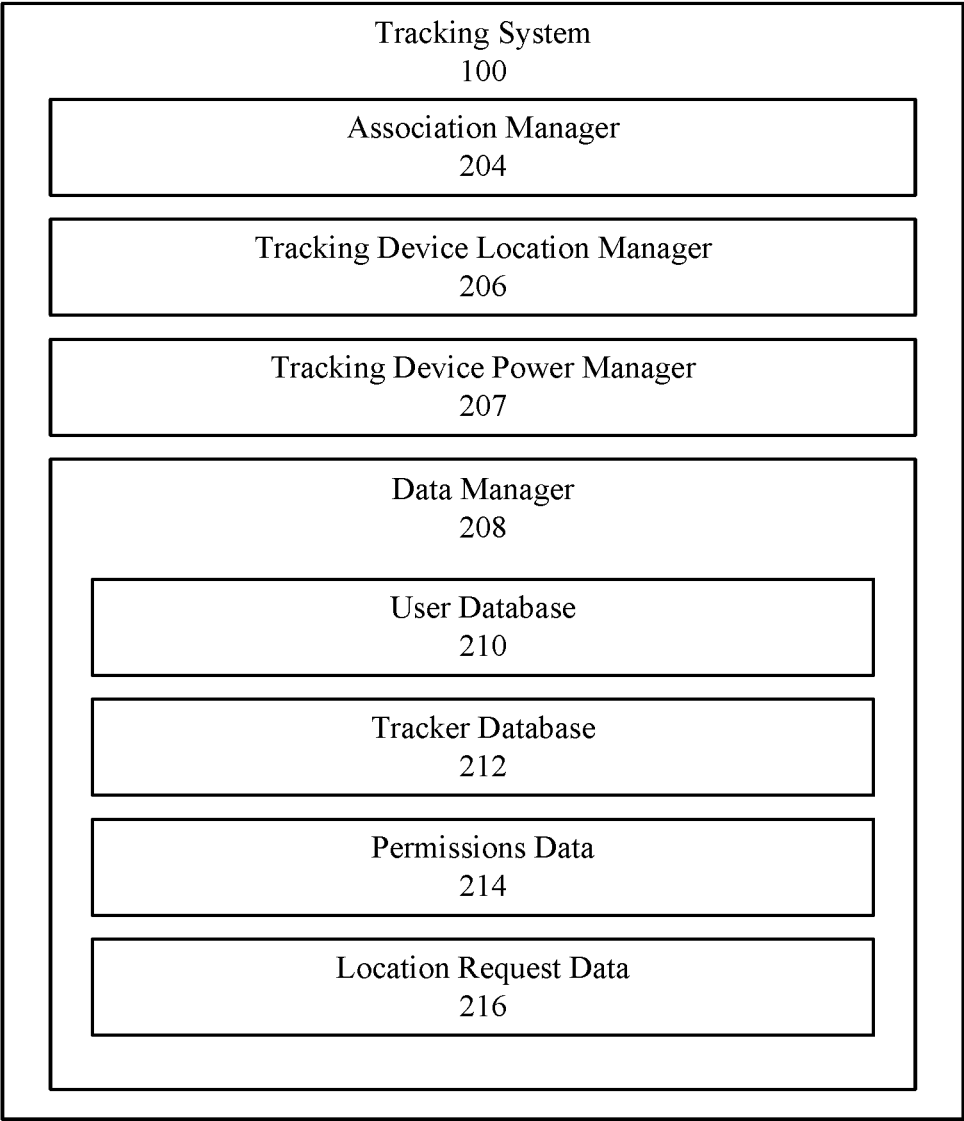 Tracking System
100
Association Manager
204
Tracking Device Location Manager
206
Tracking Device Power Manager
207
Data Manager
208
User Database
210
Tracker Database
212
Permissions Data
214
Location Request Data
216